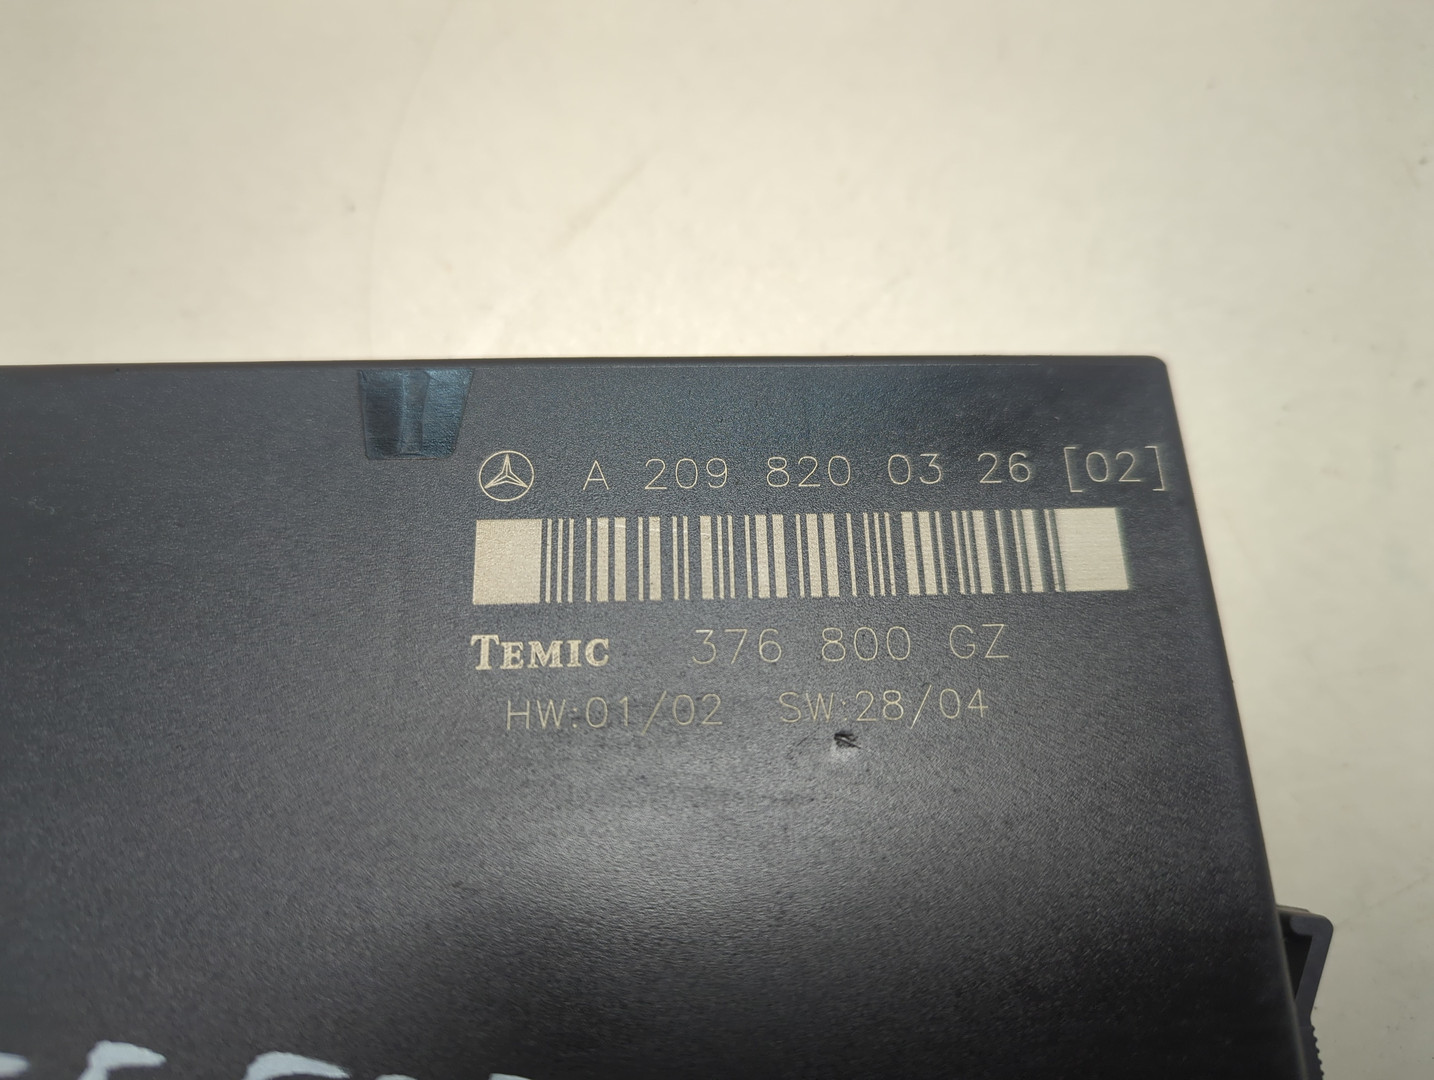 A 209 820 03 26 [02]
TEMIC 376 800 GZ
HW:01/02 SW:28/04